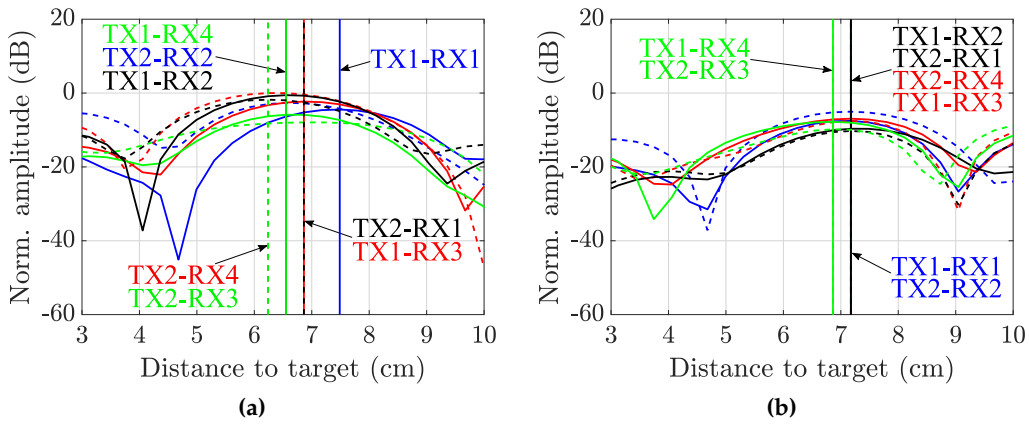 20
0
-20
-40
-60
Norm. amplitude (dB)
TX1-RX4
TX2-RX2
TX1-RX2
TX1-RX1
TX2-RX1
TX1-RX3
TX2-RX4
TX2-RX3
3 4 5 6 7 8 9 10
Distance to target (cm)
(a)
20
0
-20
-40
-60
Norm. amplitude (dB)
TX1-RX4
TX2-RX3
TX1-RX2
TX2-RX1
TX2-RX4
TX1-RX3
TX1-RX1
TX2-RX2
3 4 5 6 7 8 9 10
Distance to target (cm)
(b)